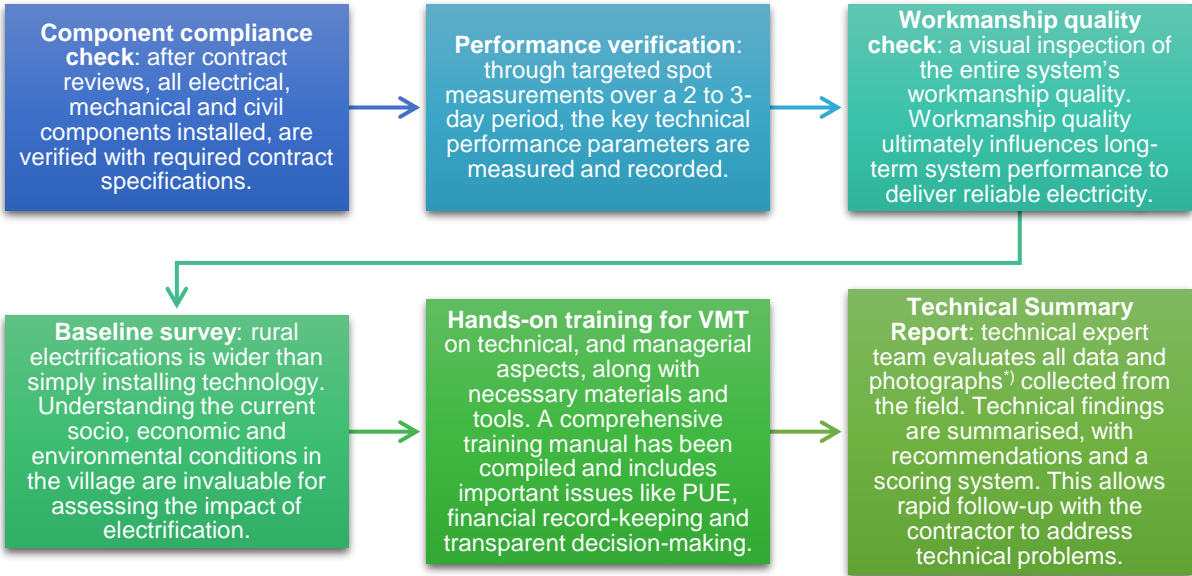 Component compliance
check: after contract
reviews, all electrical,
mechanical and civil
components installed, are
verified with required contract
specifications.
Performance verification:
through targeted spot
measurements over a 2 to 3-
day period, the key technical
performance parameters are
measured and recorded.
Workmanship quality
check: a visual inspection of
the entire system’s
workmanship quality.
Workmanship quality
ultimately influences long-
term system performance to
deliver reliable electricity.
Baseline survey: rural
electrifications is wider than
simply installing technology.
Understanding the current
socio, economic and
environmental conditions in
the village are invaluable for
assessing the impact of
electrification.
Hands-on training for VMT
on technical, and managerial
aspects, along with
necessary materials and
tools. A comprehensive
training manual has been
compiled and includes
important issues like PUE,
financial record-keeping and
transparent decision-making.
Technical Summary
Report: technical expert
team evaluates all data and
photographs*) collected from
the field. Technical findings
are summarised, with
recommendations and a
scoring system. This allows
rapid follow-up with the
contractor to address
technical problems.